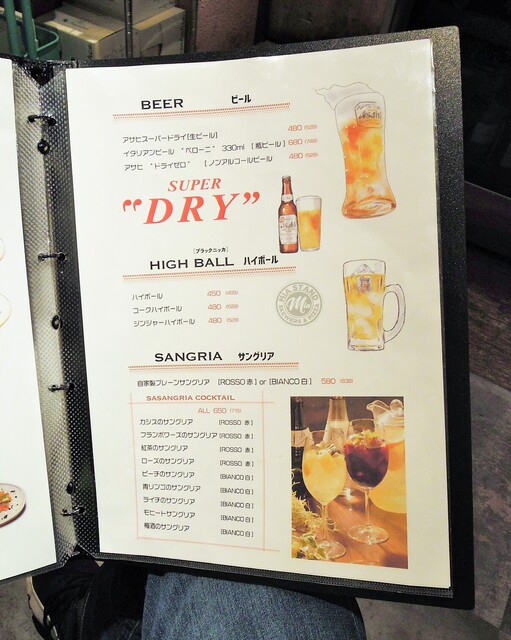 BEER ビール
アサヒスーパードライ[生ビール] 480 (528)
イタリアンビール "ペローニ" 330ml [瓶ビール] 680 (748)
アサヒ "ドライゼロ" [ノンアルコールビール 480 (528)
SUPER
"DRY"
[ブラックニッカ]
HIGH BALL ハイボール
ハイボール 450 (495)
コークハイボール 480 (528)
ジンジャーハイボール 480 (528)
SANGRIA サングリア
自家製プレーンサングリア [ROSSO 赤] or [BIANCO 白] 580 (638)
SASANGRIA COCKTAIL
ALL 650 (715)
カシスのサングリア [ROSSO 赤]
フランボワーズのサングリア [ROSSO 赤]
紅茶のサングリア [ROSSO 赤]
ローズのサングリア [ROSSO 赤]
ピーチのサングリア [BIANCO 白]
青リンゴのサングリア [BIANCO 白]
ライチのサングリア [BIANCO 白]
モヒートサングリア [BIANCO 白]
梅酒のサングリア [BIANCO 白]